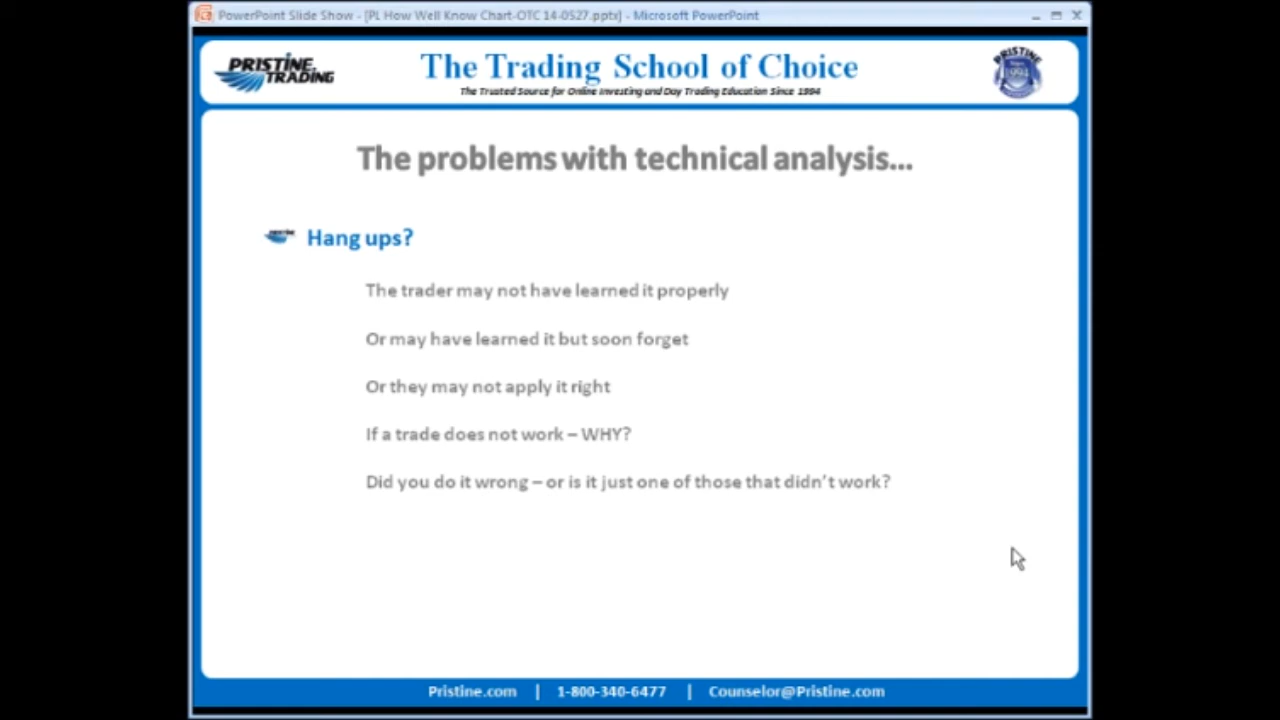 PowerPoint Slide Show - [PL How Well Know Chart-OTC 14-0527.pptx] - Microsoft PowerPoint
PRISTINE.
TRADING
The Trading School of Choice
The Trusted Source for Online Investing and Day Trading Education Since 1994
PRISTINE
1994
The problems with technical analysis...
Hang ups?
The trader may not have learned it properly
Or may have learned it but soon forget
Or they may not apply it right
If a trade does not work – WHY?
Did you do it wrong – or is it just one of those that didn’t work?
Pristine.com | 1-800-340-6477 | Counselor@Pristine.com